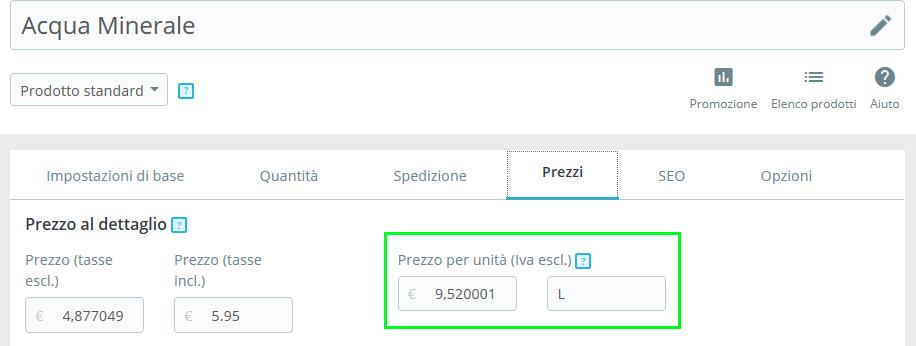 Acqua Minerale
Prodotto standard ?
Promozione Elenco prodotti Aiuto
Impostazioni di base Quantità Spedizione Prezzi SEO Opzioni
Prezzo al dettaglio ?
Prezzo (tasse escl.)
Prezzo (tasse incl.)
Prezzo per unità (Iva escl.) ?
€ 4,877049
€ 5.95
€ 9,520001
L